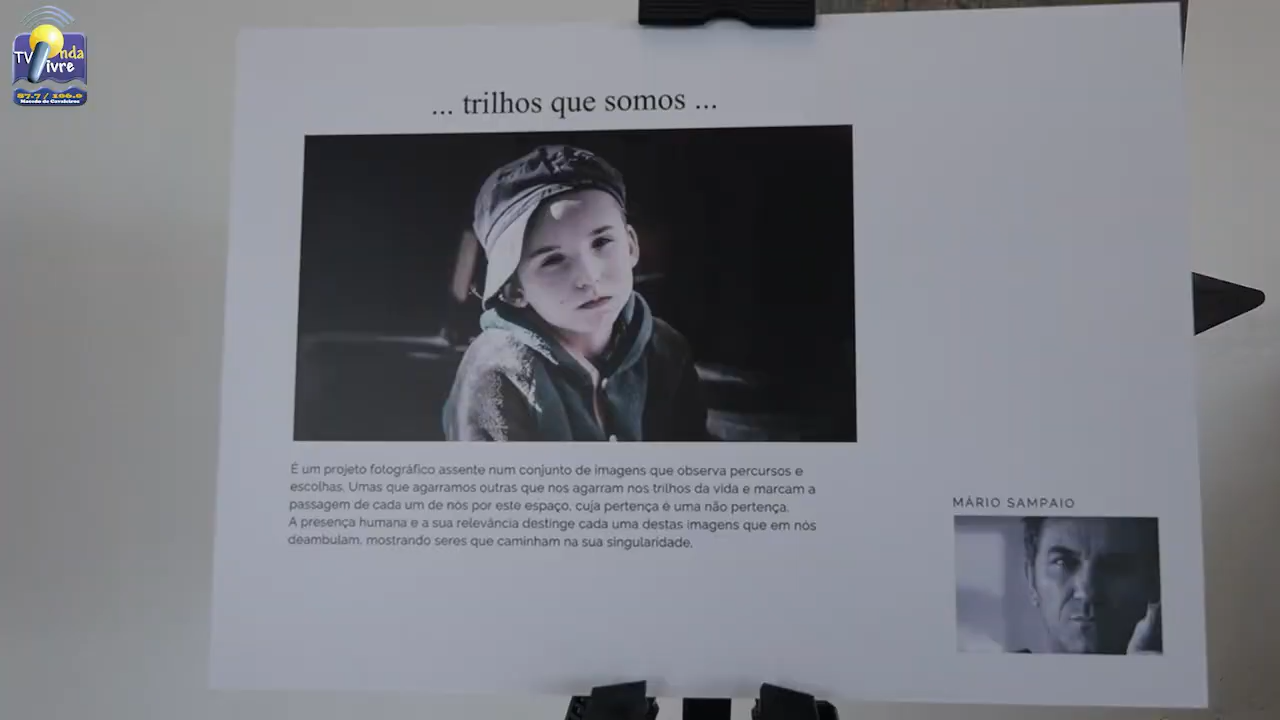 TV Onda
Livre
87.7 / 106.0
Macedo de Cavaleiros
... trilhos que somos ...
É um projeto fotográfico assente num conjunto de imagens que observa percursos e
escolhas. Umas que agarramos outras que nos agarram nos trilhos da vida e marcam a
passagem de cada um de nós por este espaço, cuja pertença é uma não pertença.
A presença humana e a sua relevância destinge cada uma destas imagens que em nós
deambulam, mostrando seres que caminham na sua singularidade.
MÁRIO SAMPAIO